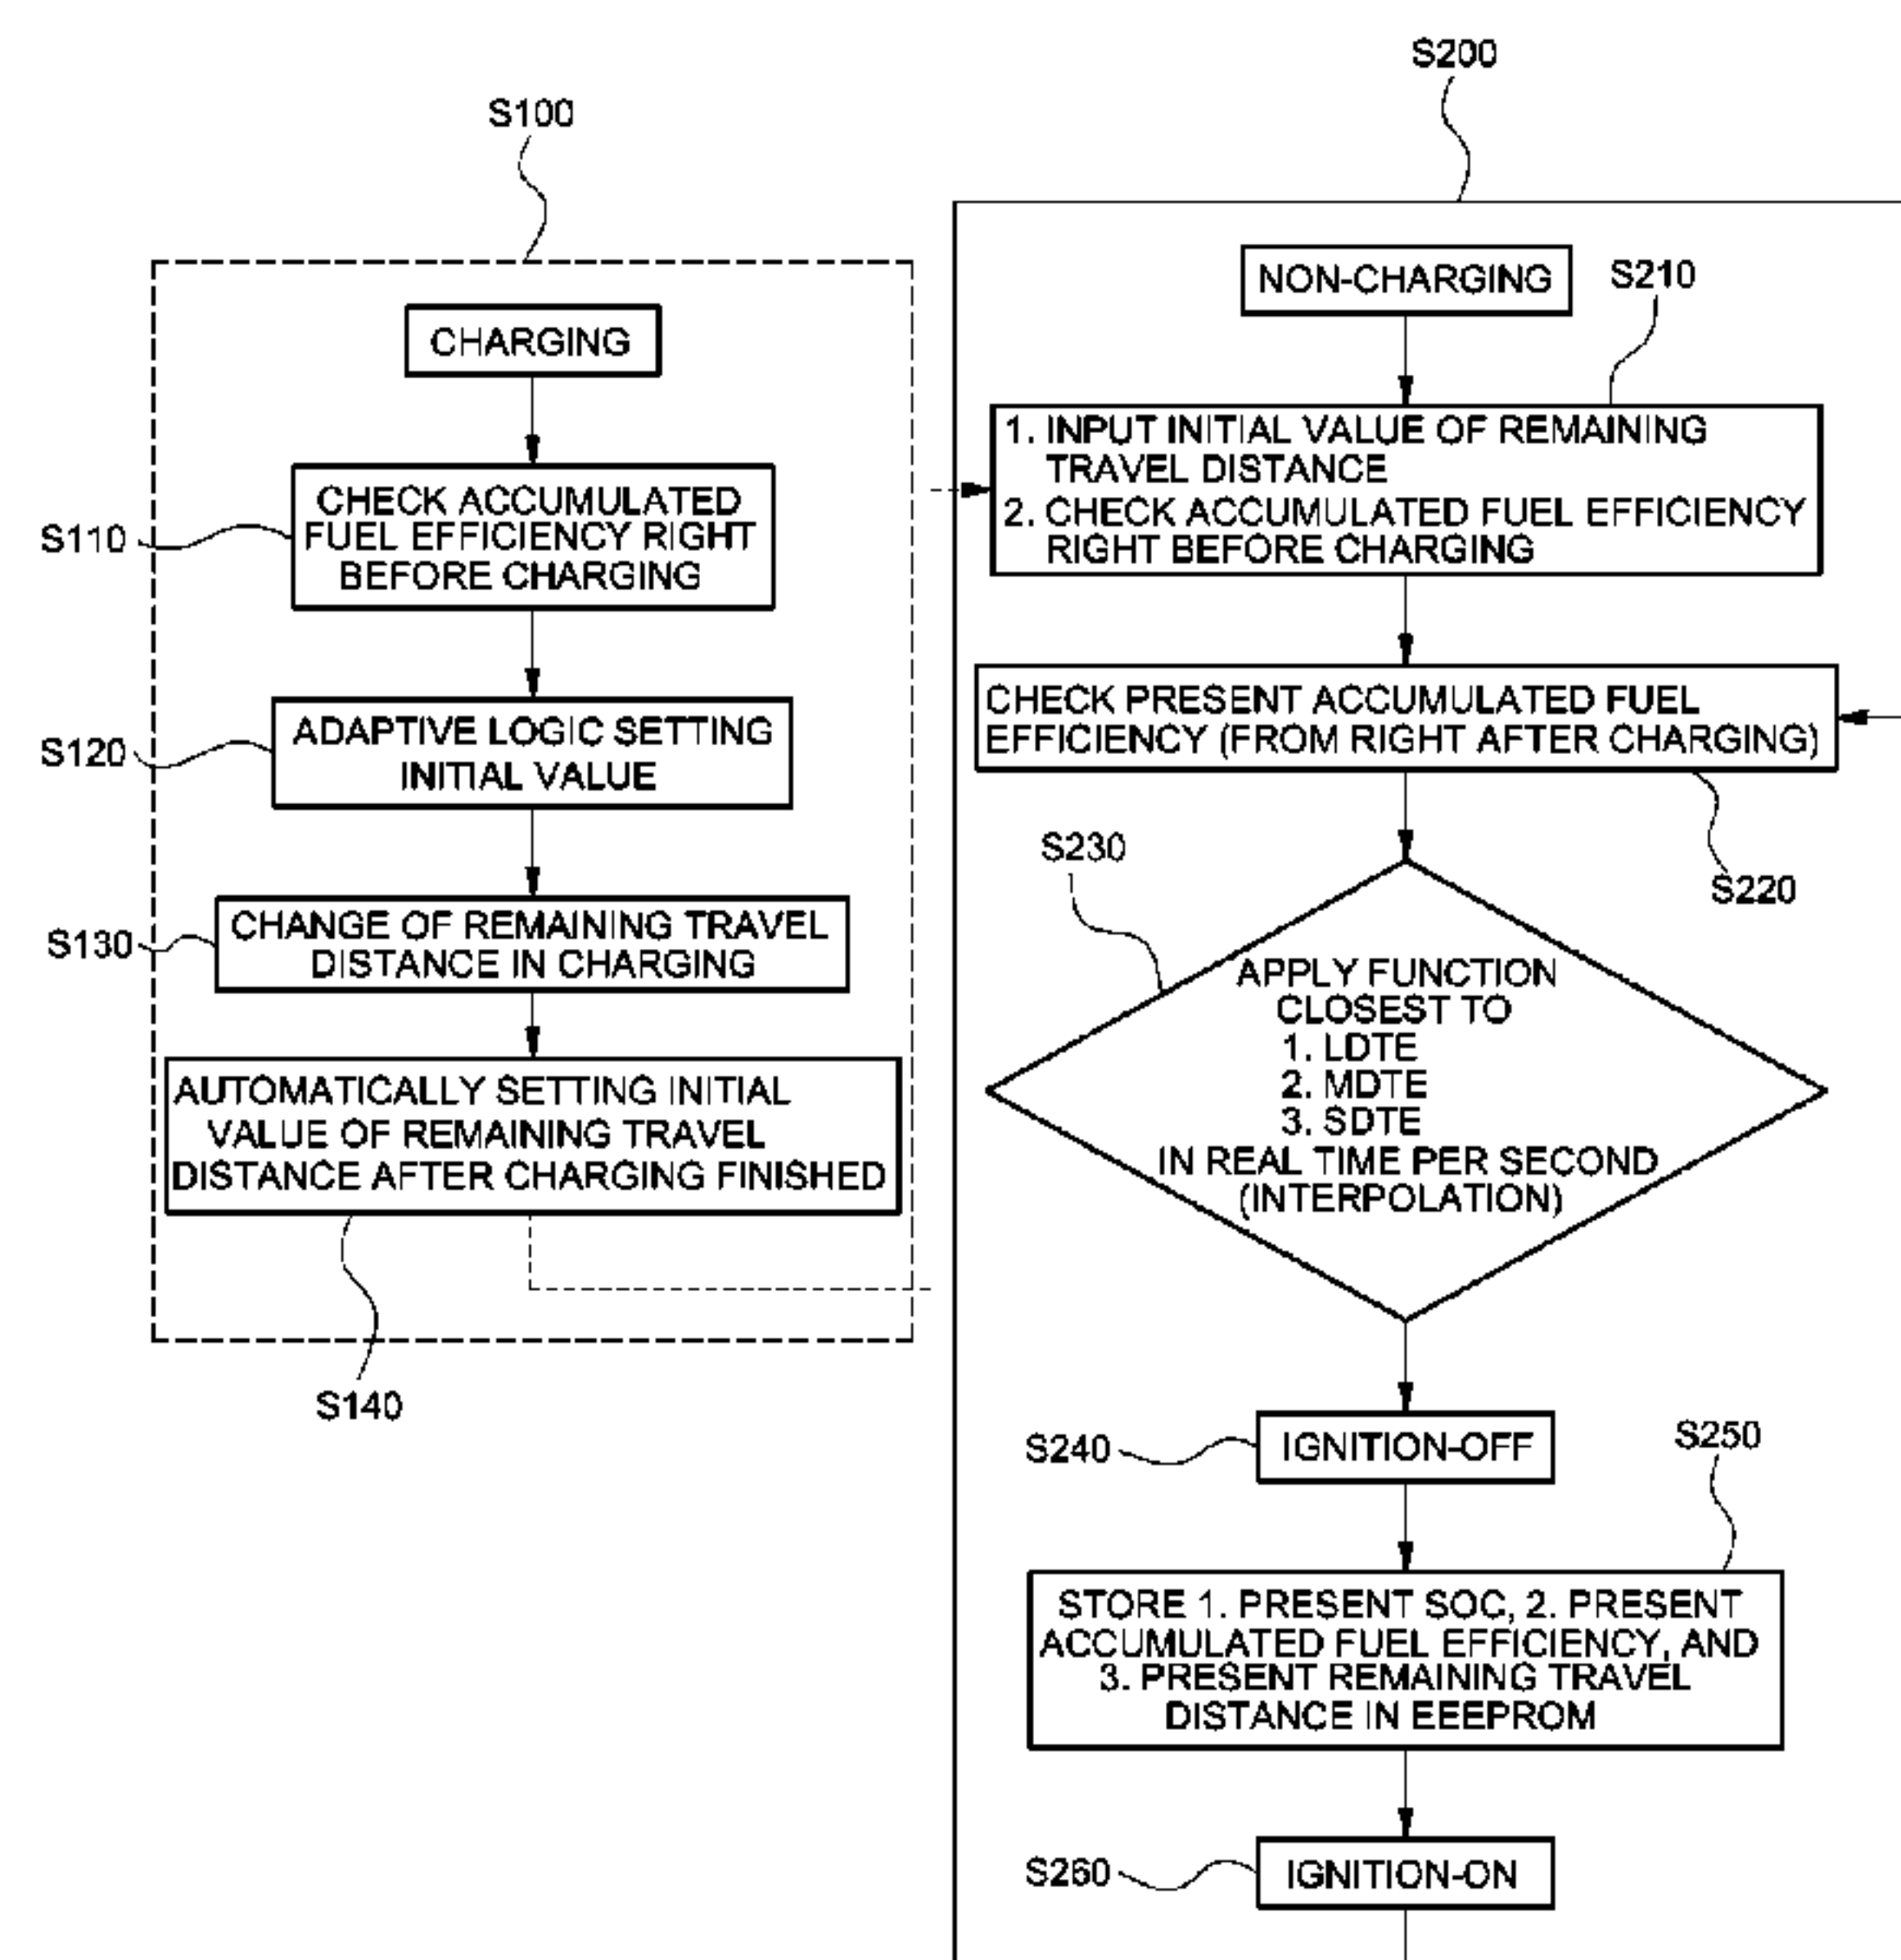 S100
CHARGING
S110
CHECK ACCUMULATED
FUEL EFFICIENCY RIGHT
BEFORE CHARGING
S120
ADAPTIVE LOGIC SETTING
INITIAL VALUE
S130
CHANGE OF REMAINING TRAVEL
DISTANCE IN CHARGING
AUTOMATICALLY SETTING INITIAL
VALUE OF REMAINING TRAVEL
DISTANCE AFTER CHARGING FINISHED
S140
S200
NON-CHARGING
S210
1. INPUT INITIAL VALUE OF REMAINING
TRAVEL DISTANCE
2. CHECK ACCUMULATED FUEL EFFICIENCY
RIGHT BEFORE CHARGING
CHECK PRESENT ACCUMULATED FUEL
EFFICIENCY (FROM RIGHT AFTER CHARGING)
S220
S230
APPLY FUNCTION
CLOSEST TO
1. LDTE
2. MDTE
3. SDTE
IN REAL TIME PER SECOND
(INTERPOLATION)
S240
IGNITION-OFF
S250
STORE 1. PRESENT SOC, 2. PRESENT
ACCUMULATED FUEL EFFICIENCY, AND
3. PRESENT REMAINING TRAVEL
DISTANCE IN EEEPROM
S260
IGNITION-ON